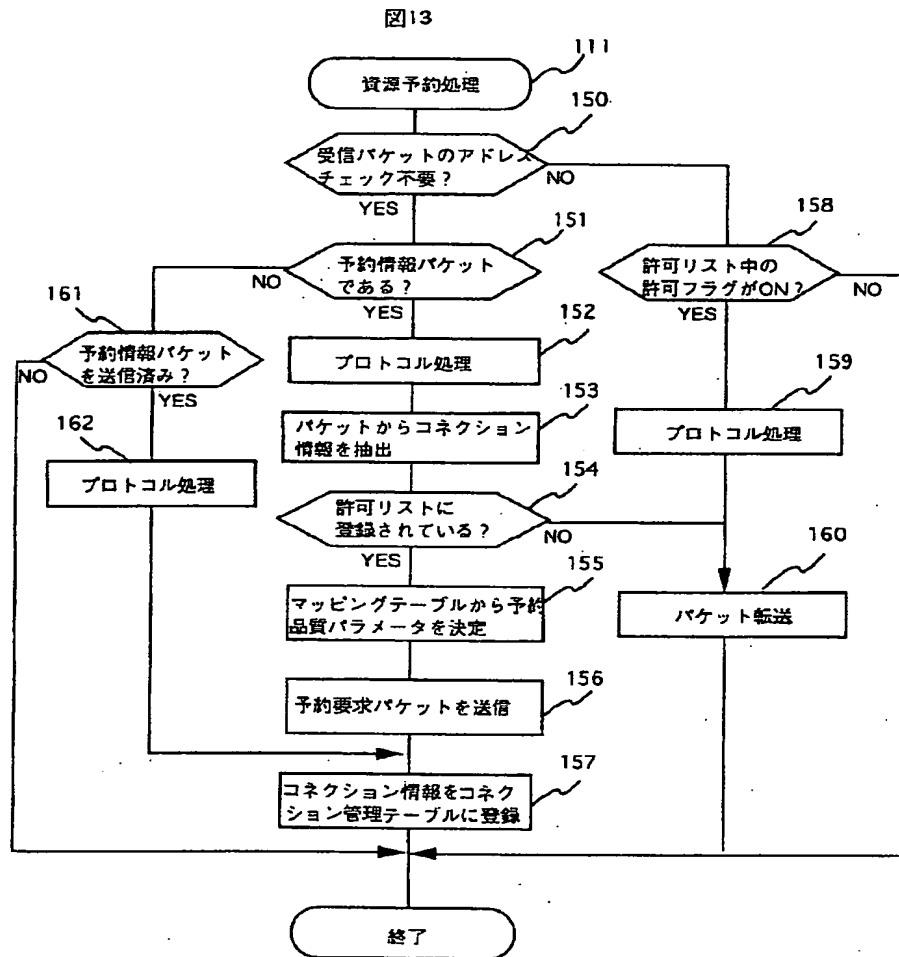 図13
資源予約処理
111
受信パケットのアドレス
チェック不要?
150
NO
YES
予約情報パケット
である?
151
NO
YES
許可リスト中の
許可フラグがON?
158
NO
YES
161
予約情報パケット
を送信済み?
NO
YES
プロトコル処理
152
パケットからコネクション
情報を抽出
153
プロトコル処理
159
162
プロトコル処理
許可リストに
登録されている?
154
NO
YES
マッピングテーブルから予約
品質パラメータを決定
155
パケット転送
160
予約要求パケットを送信
156
コネクション情報をコネク
ション管理テーブルに登録
157
終了